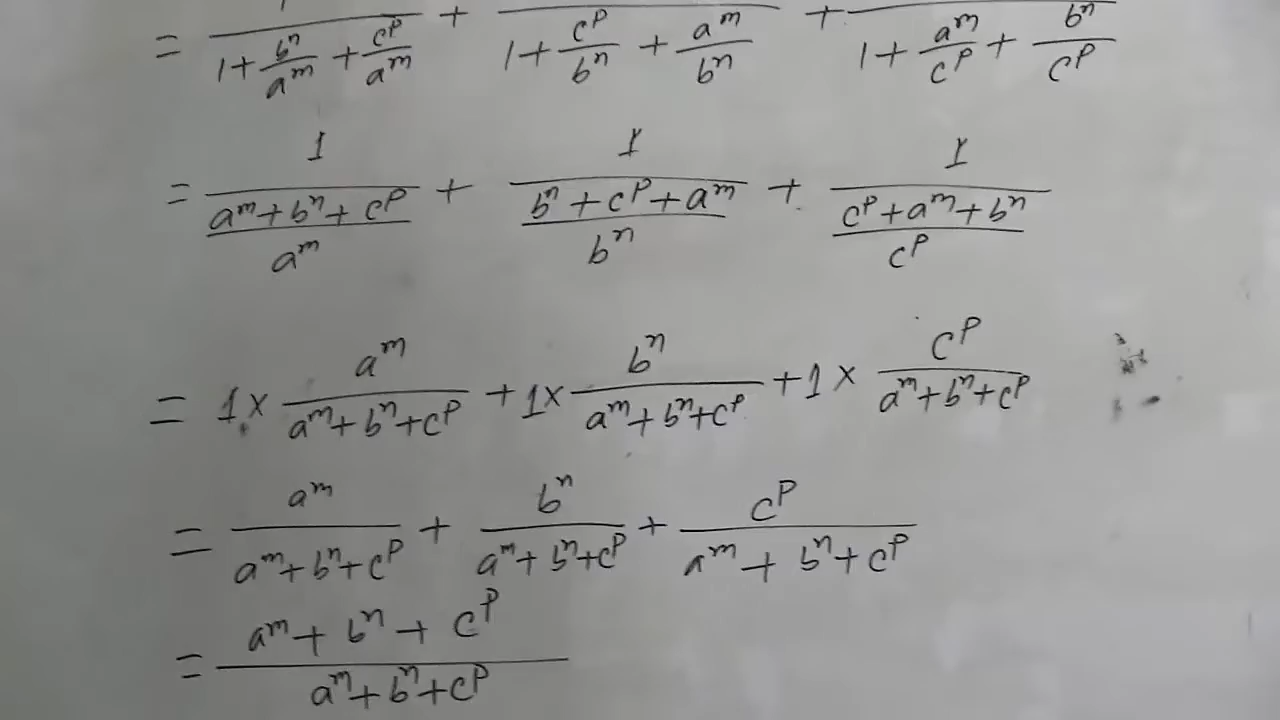 = 1/(1+b^n/a^m+c^p/a^m) + 1/(1+c^p/b^n+a^m/b^n) + 1/(1+a^m/c^p+b^n/c^p)
= 1/((a^m+b^n+c^p)/a^m) + 1/((b^n+c^p+a^m)/b^n) + 1/((c^p+a^m+b^n)/c^p)
= 1×a^m/(a^m+b^n+c^p) + 1×b^n/(a^m+b^n+c^p) + 1×c^p/(a^m+b^n+c^p)
= a^m/(a^m+b^n+c^p) + b^n/(a^m+b^n+c^p) + c^p/(a^m+b^n+c^p)
= (a^m+b^n+c^p)/(a^m+b^n+c^p)